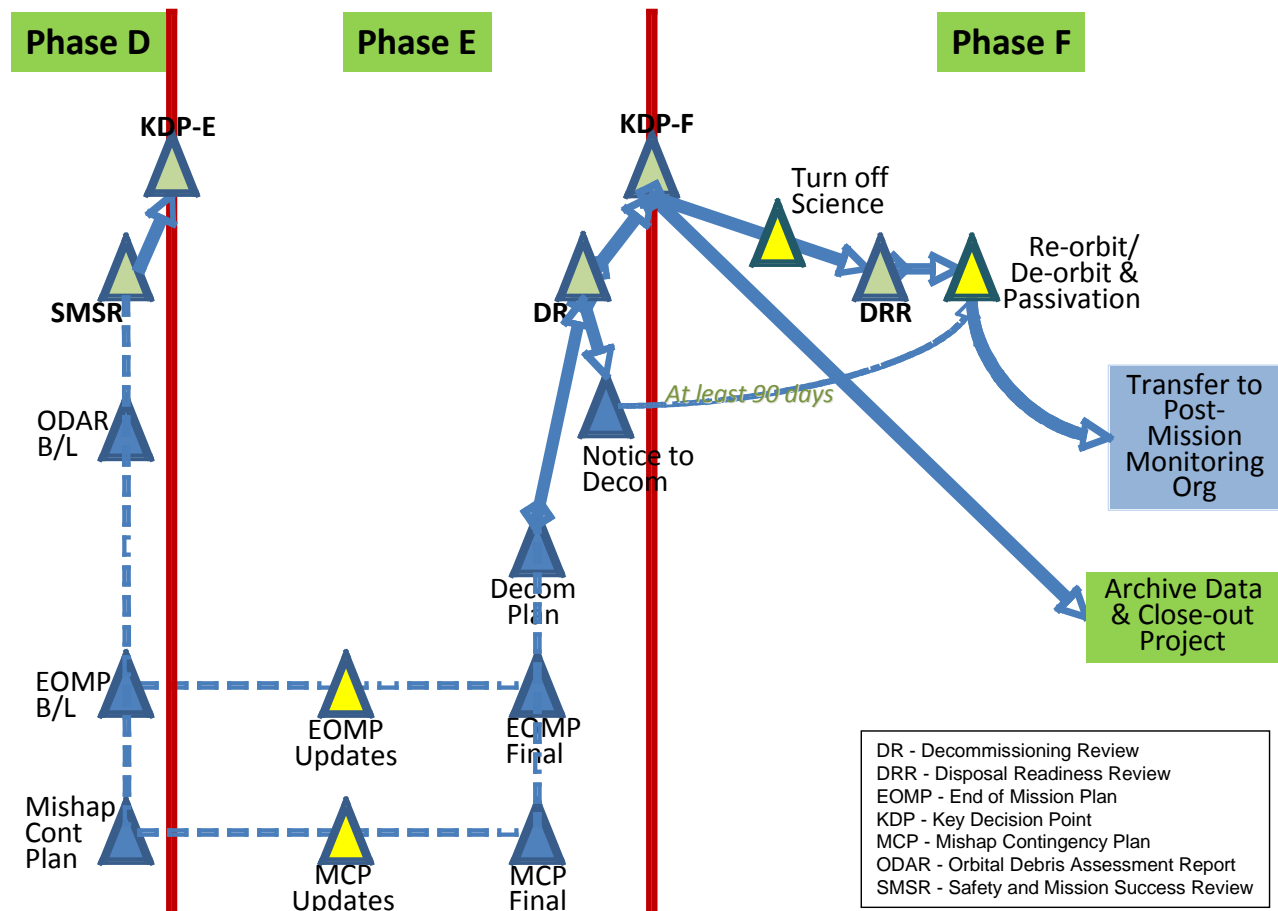 Phase D
Phase E
Phase F
KDP-E
KDP-F
Turn off
Science
Re-orbit/
De-orbit &
Passivation
SMSR
DR
DRR
At least 90 days
Transfer to
Post-
Mission
Monitoring
Org
ODAR
B/L
Notice to
Decom
Decom
Plan
Archive Data
& Close-out
Project
EOMP
B/L
EOMP
Updates
EOMP
Final
Mishap
Cont
Plan
MCP
Updates
MCP
Final
DR - Decommissioning Review
DRR - Disposal Readiness Review
EOMP - End of Mission Plan
KDP - Key Decision Point
MCP - Mishap Contingency Plan
ODAR - Orbital Debris Assessment Report
SMSR - Safety and Mission Success Review